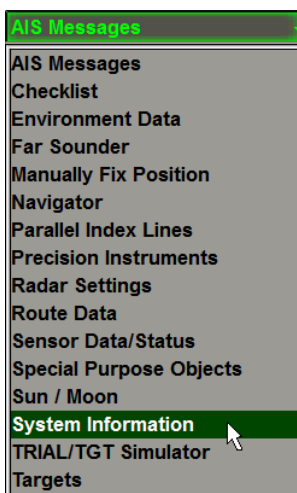 AIS Messages
AIS Messages
Checklist
Environment Data
Far Sounder
Manually Fix Position
Navigator
Parallel Index Lines
Precision Instruments
Radar Settings
Route Data
Sensor Data/Status
Special Purpose Objects
Sun / Moon
System Information
TRIAL/TGT Simulator
Targets